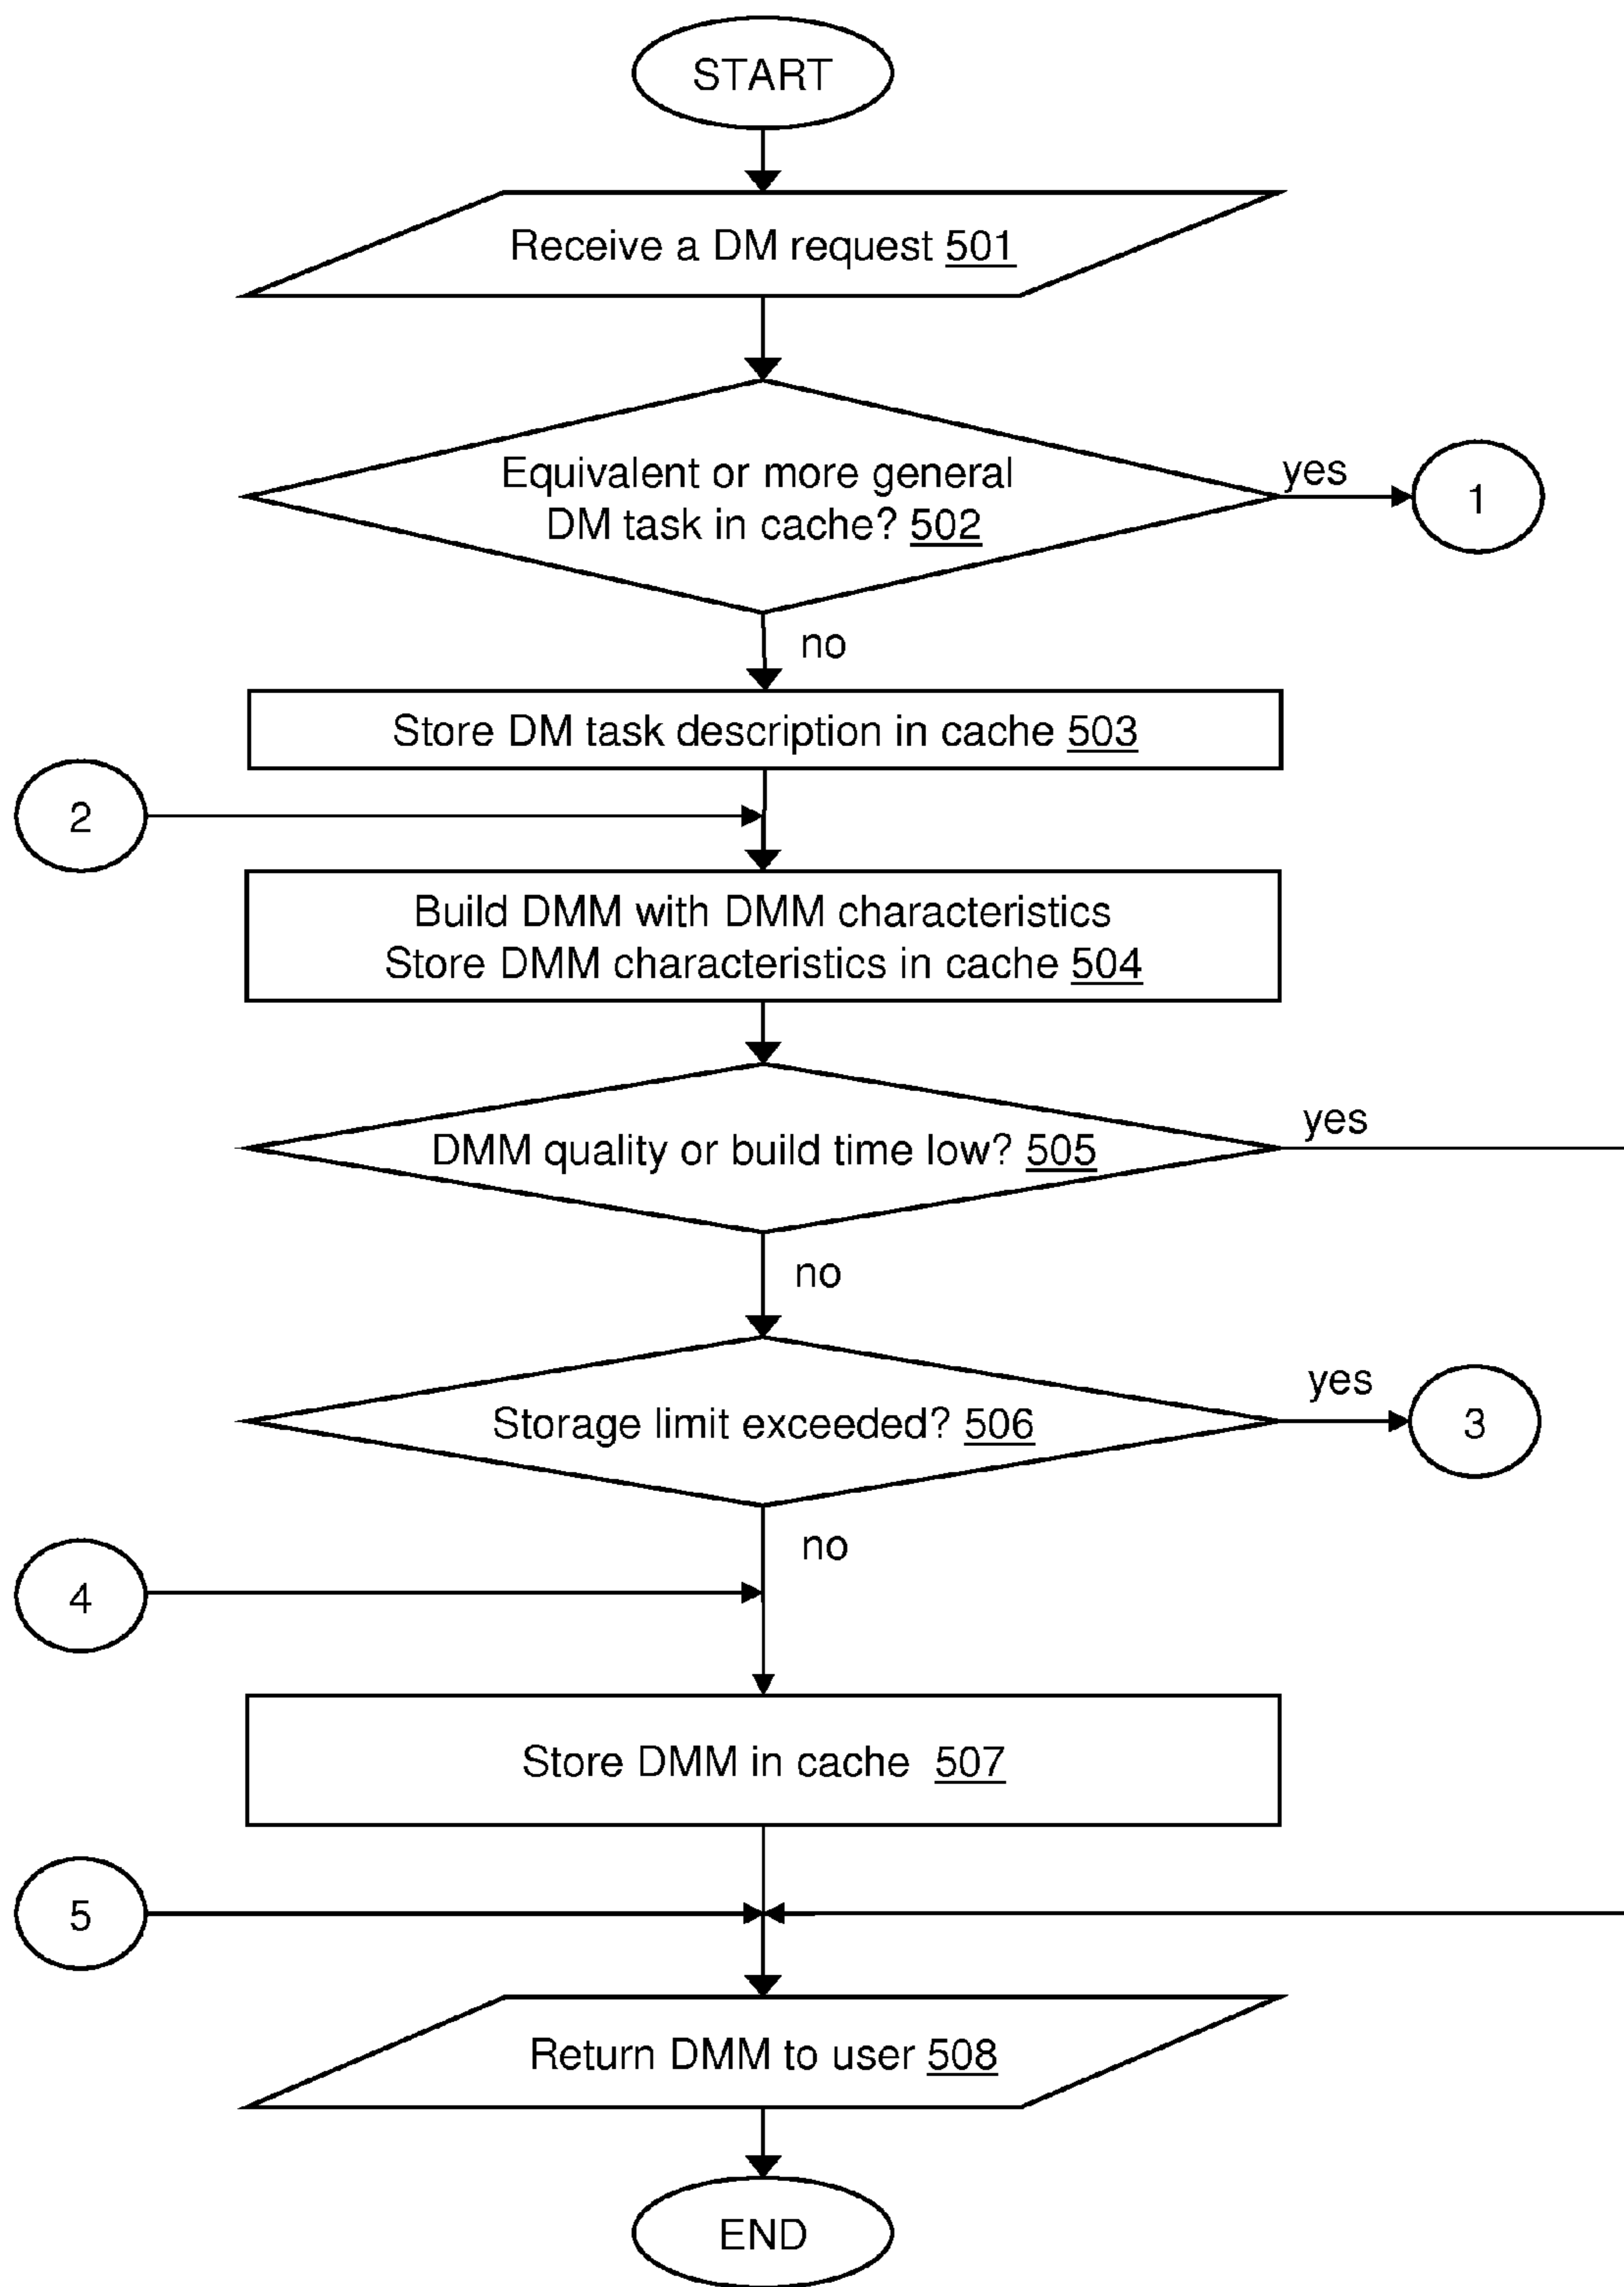 START
Receive a DM request 501
Equivalent or more general
DM task in cache? 502
yes
1
no
Store DM task description in cache 503
2
Build DMM with DMM characteristics
Store DMM characteristics in cache 504
DMM quality or build time low? 505
yes
no
Storage limit exceeded? 506
yes
3
no
4
Store DMM in cache 507
5
Return DMM to user 508
END